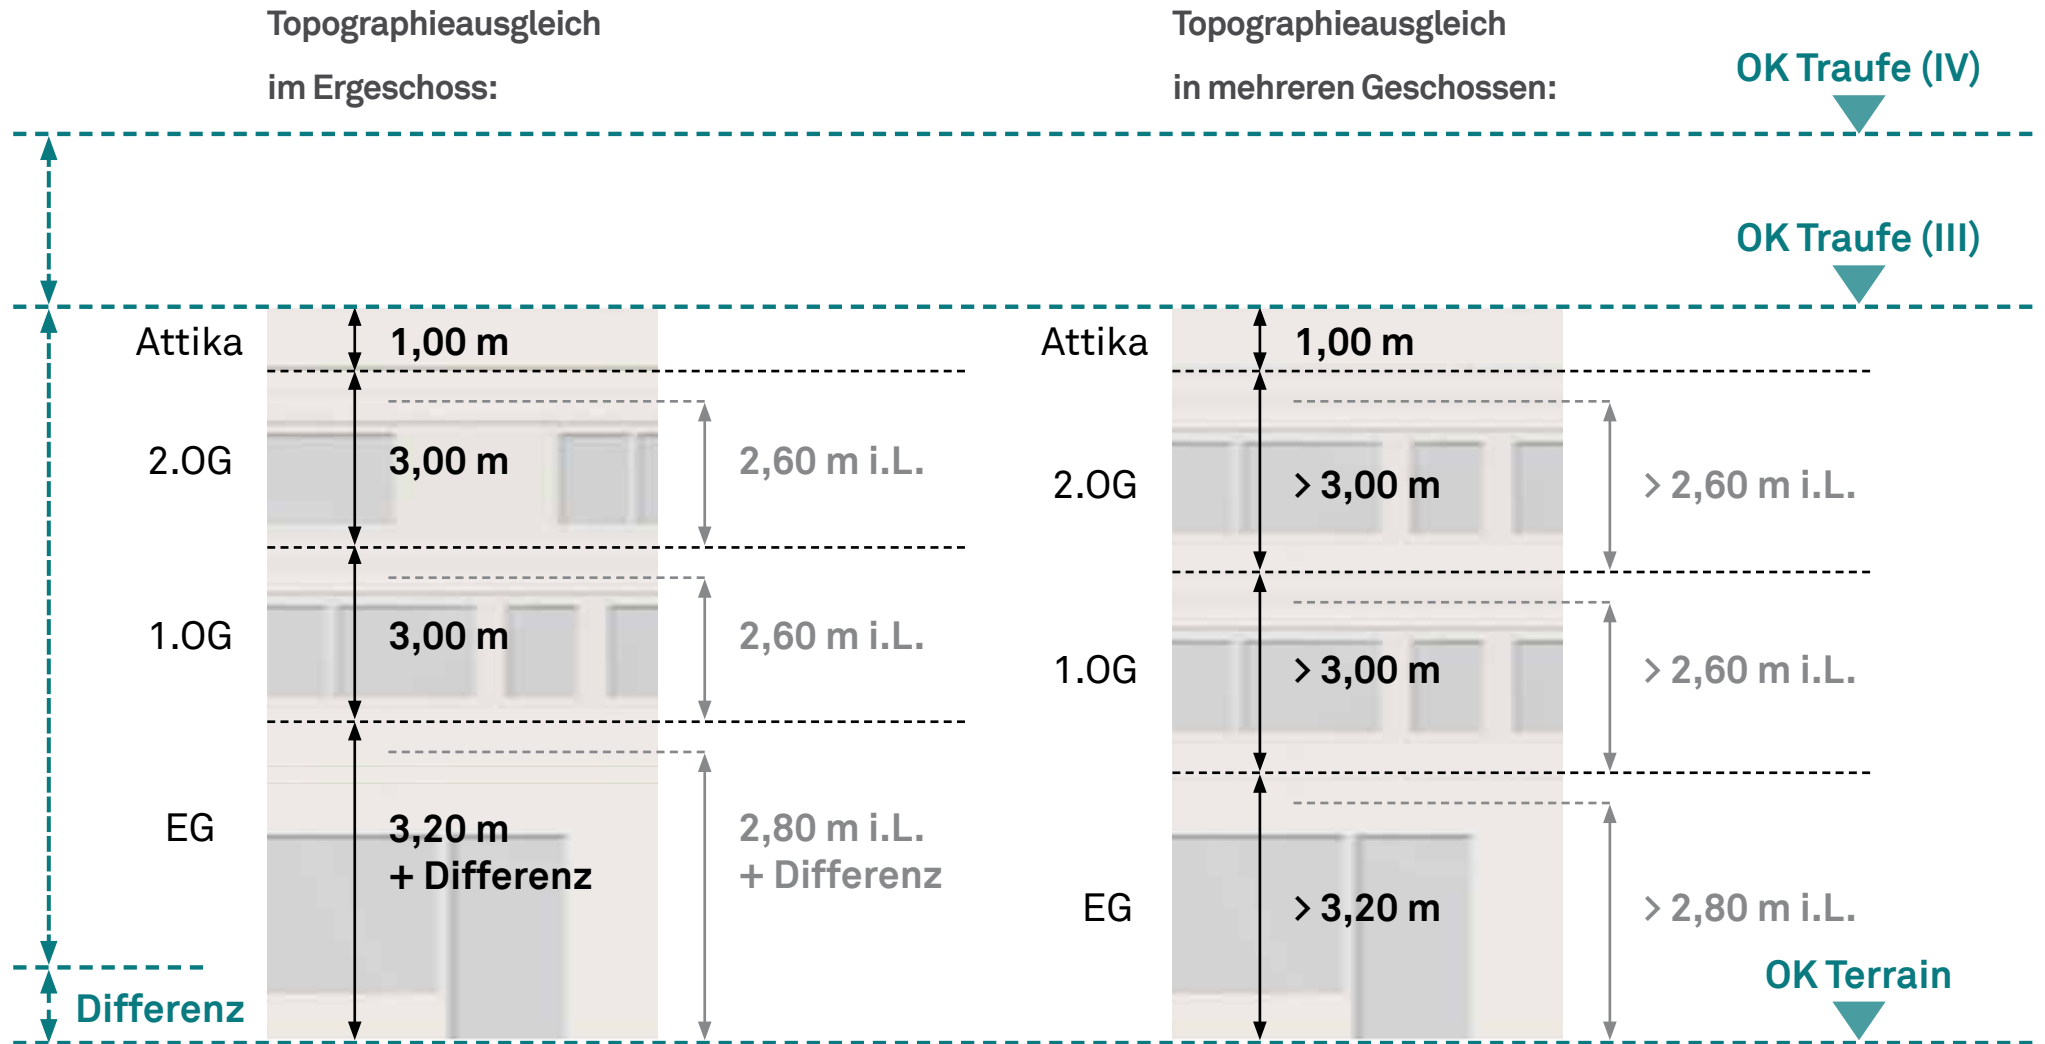 Topographieausgleich
im Ergeschoss:
Topographieausgleich
in mehreren Geschossen:
OK Traufe (IV)
OK Traufe (III)
Attika
1,00 m
2.OG
3,00 m
2,60 m i.L.
1.OG
3,00 m
2,60 m i.L.
EG
3,20 m
+ Differenz
2,80 m i.L.
+ Differenz
Differenz
Attika
1,00 m
2.OG
> 3,00 m
> 2,60 m i.L.
1.OG
> 3,00 m
> 2,60 m i.L.
EG
> 3,20 m
> 2,80 m i.L.
OK Terrain